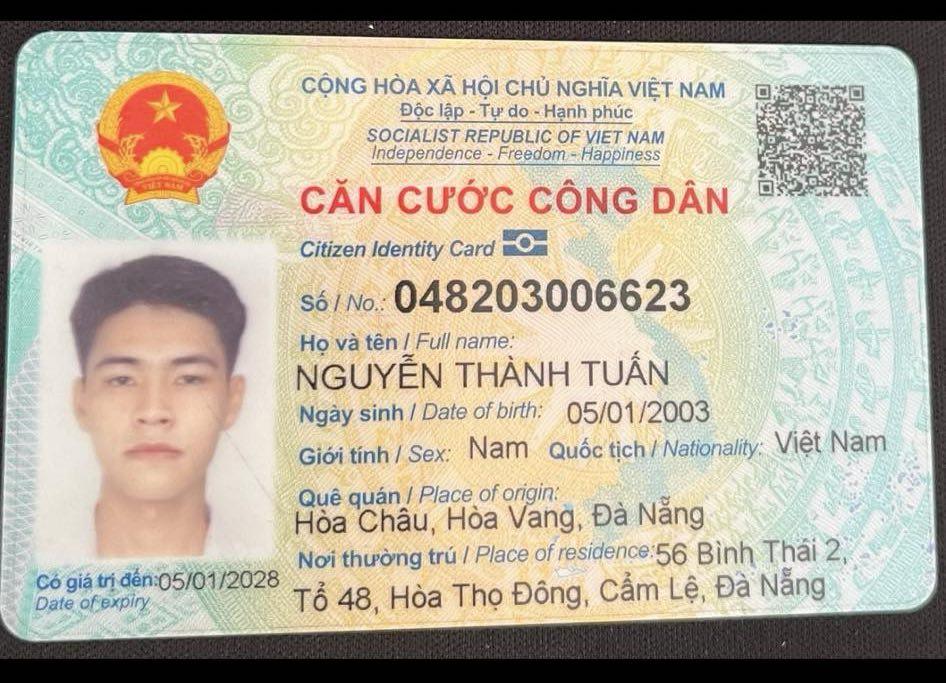 CỘNG HÒA XÃ HỘI CHỦ NGHĨA VIỆT NAM
Độc lập - Tự do - Hạnh phúc
SOCIALIST REPUBLIC OF VIET NAM
Independence - Freedom - Happiness
CĂN CƯỚC CÔNG DÂN
Citizen Identity Card
Số / No.: 048203006623
Họ và tên / Full name:
NGUYỄN THÀNH TUẤN
Ngày sinh / Date of birth: 05/01/2003
Giới tính / Sex: Nam Quốc tịch / Nationality: Việt Nam
Quê quán / Place of origin:
Hòa Châu, Hòa Vang, Đà Nẵng
Nơi thường trú / Place of residence: 56 Bình Thái 2,
Tổ 48, Hòa Thọ Đông, Cẩm Lệ, Đà Nẵng
Có giá trị đến: 05/01/2028
Date of expiry
VIỆT NAM